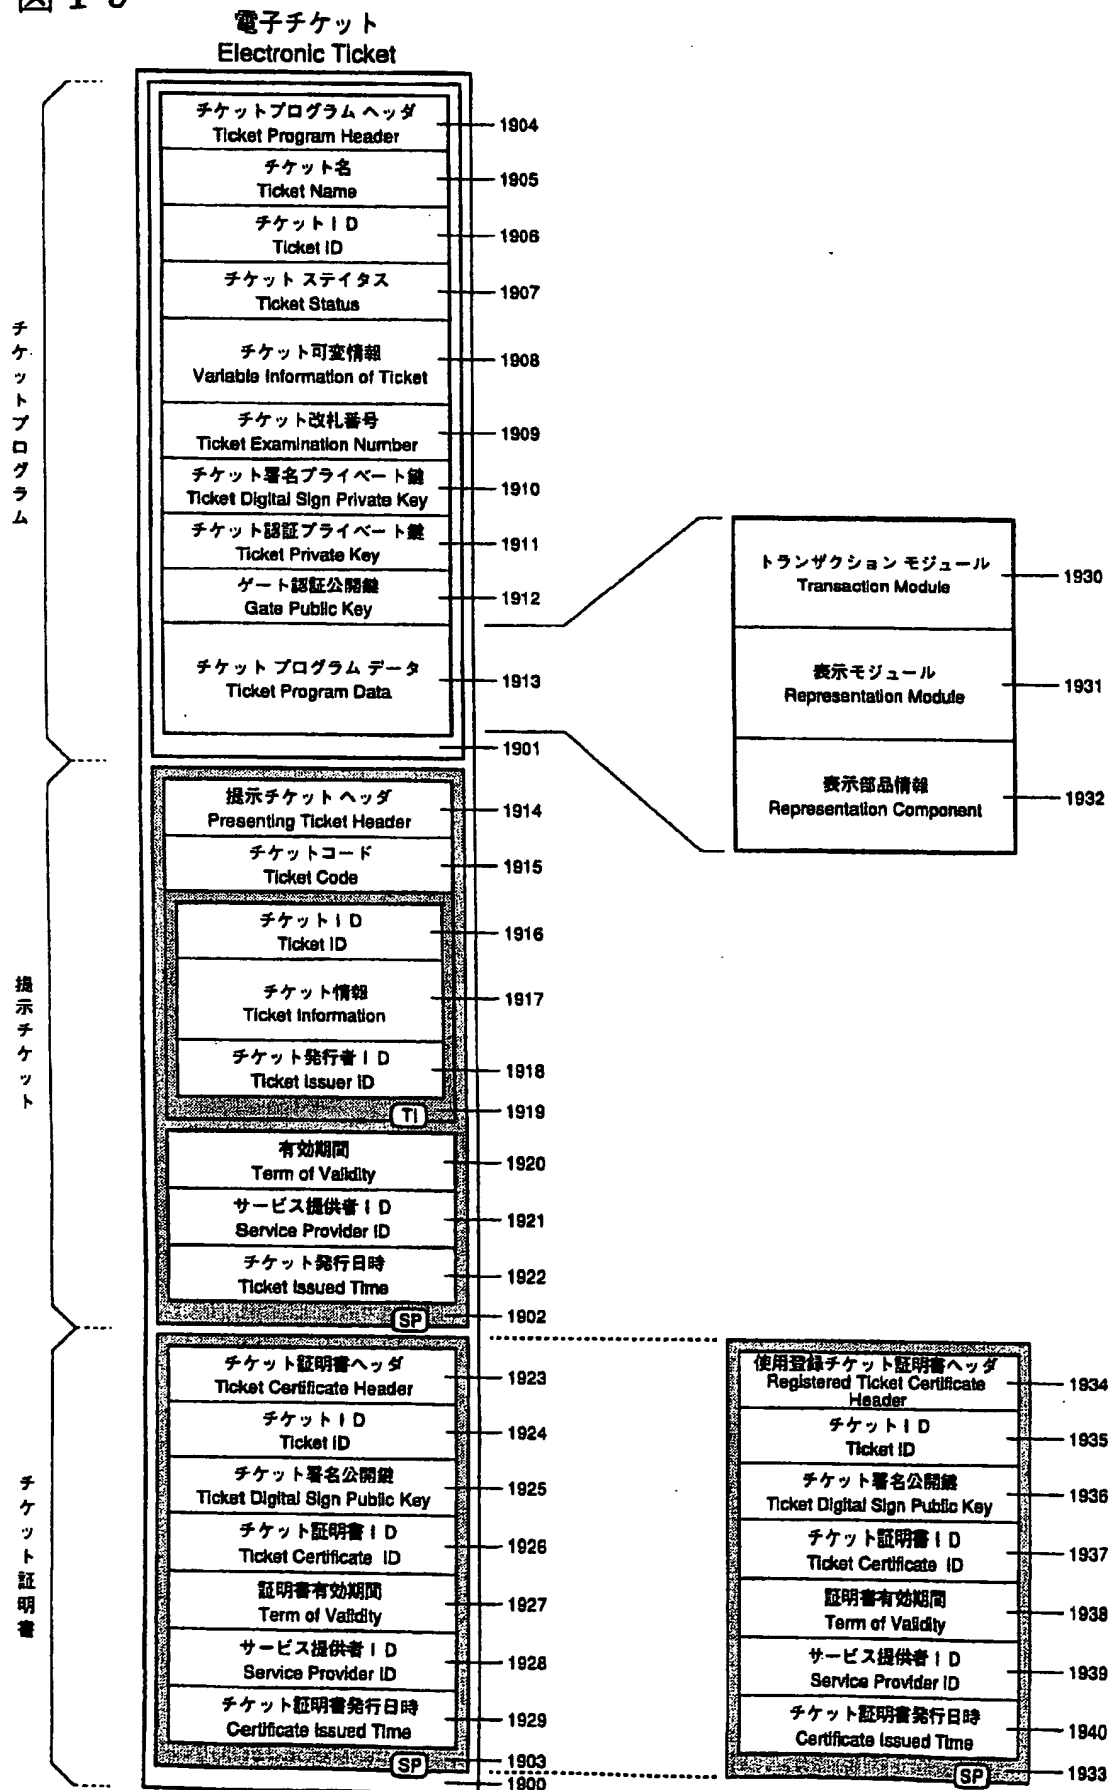 電子チケット
Electronic Ticket
チケットプログラム ヘッダ
Ticket Program Header
1904
チケット名
Ticket Name
1905
チケットID
Ticket ID
1906
チケット ステイタス
Ticket Status
1907
チケット可変情報
Variable Information of Ticket
1908
チケット改札番号
Ticket Examination Number
1909
チケット署名プライベート鍵
Ticket Digital Sign Private Key
1910
チケット認証プライベート鍵
Ticket Private Key
1911
ゲート認証公開鍵
Gate Public Key
1912
チケット プログラム データ
Ticket Program Data
1913
1901
チケットプログラム
トランザクション モジュール
Transaction Module
1930
表示モジュール
Representation Module
1931
表示部品情報
Representation Component
1932
提示チケット ヘッダ
Presenting Ticket Header
1914
チケットコード
Ticket Code
1915
チケットID
Ticket ID
1916
チケット情報
Ticket Information
1917
チケット発行者ID
Ticket Issuer ID
1918
TI
1919
有効期間
Term of Validity
1920
サービス提供者ID
Service Provider ID
1921
チケット発行日時
Ticket Issued Time
1922
SP
1902
提示チケット
チケット証明書ヘッダ
Ticket Certificate Header
1923
チケットID
Ticket ID
1924
チケット署名公開鍵
Ticket Digital Sign Public Key
1925
チケット証明書ID
Ticket Certificate ID
1926
証明書有効期間
Term of Validity
1927
サービス提供者ID
Service Provider ID
1928
チケット証明書発行日時
Certificate Issued Time
1929
SP
1903
1900
チケット証明書
使用登録チケット証明書ヘッダ
Registered Ticket Certificate
Header
1934
チケットID
Ticket ID
1935
チケット署名公開鍵
Ticket Digital Sign Public Key
1936
チケット証明書ID
Ticket Certificate ID
1937
証明書有効期間
Term of Validity
1938
サービス提供者ID
Service Provider ID
1939
チケット証明書発行日時
Certificate Issued Time
1940
SP
1933